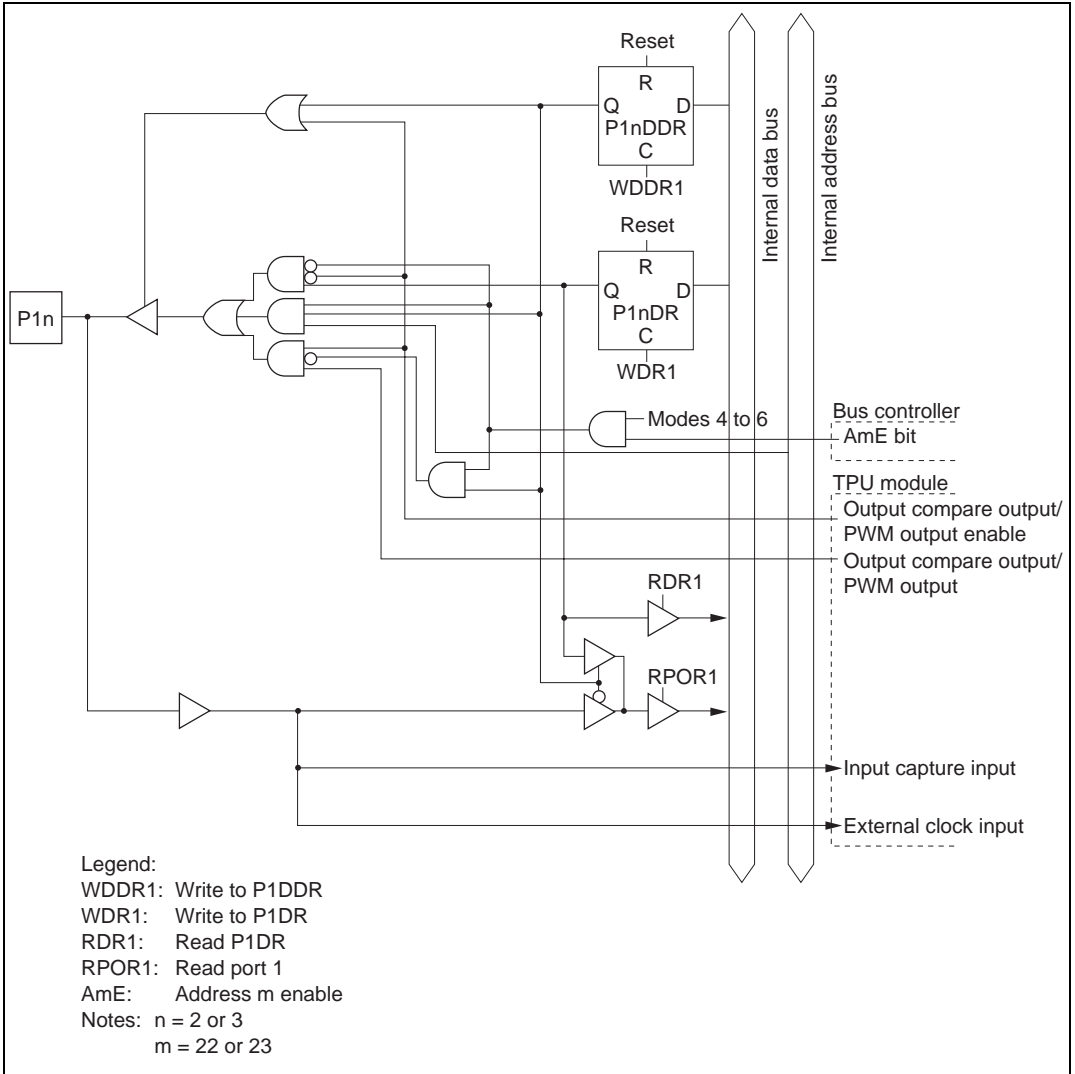 Reset
R
Q D
P1nDDR
C
WDDR1
Internal data bus
Internal address bus
Reset
R
Q D
P1nDR
C
WDR1
P1n
Modes 4 to 6
Bus controller
AmE bit
TPU module
Output compare output/
PWM output enable
Output compare output/
PWM output
RDR1
RPOR1
Input capture input
External clock input
Legend:
WDDR1: Write to P1DDR
WDR1: Write to P1DR
RDR1: Read P1DR
RPOR1: Read port 1
AmE: Address m enable
Notes: n = 2 or 3
m = 22 or 23